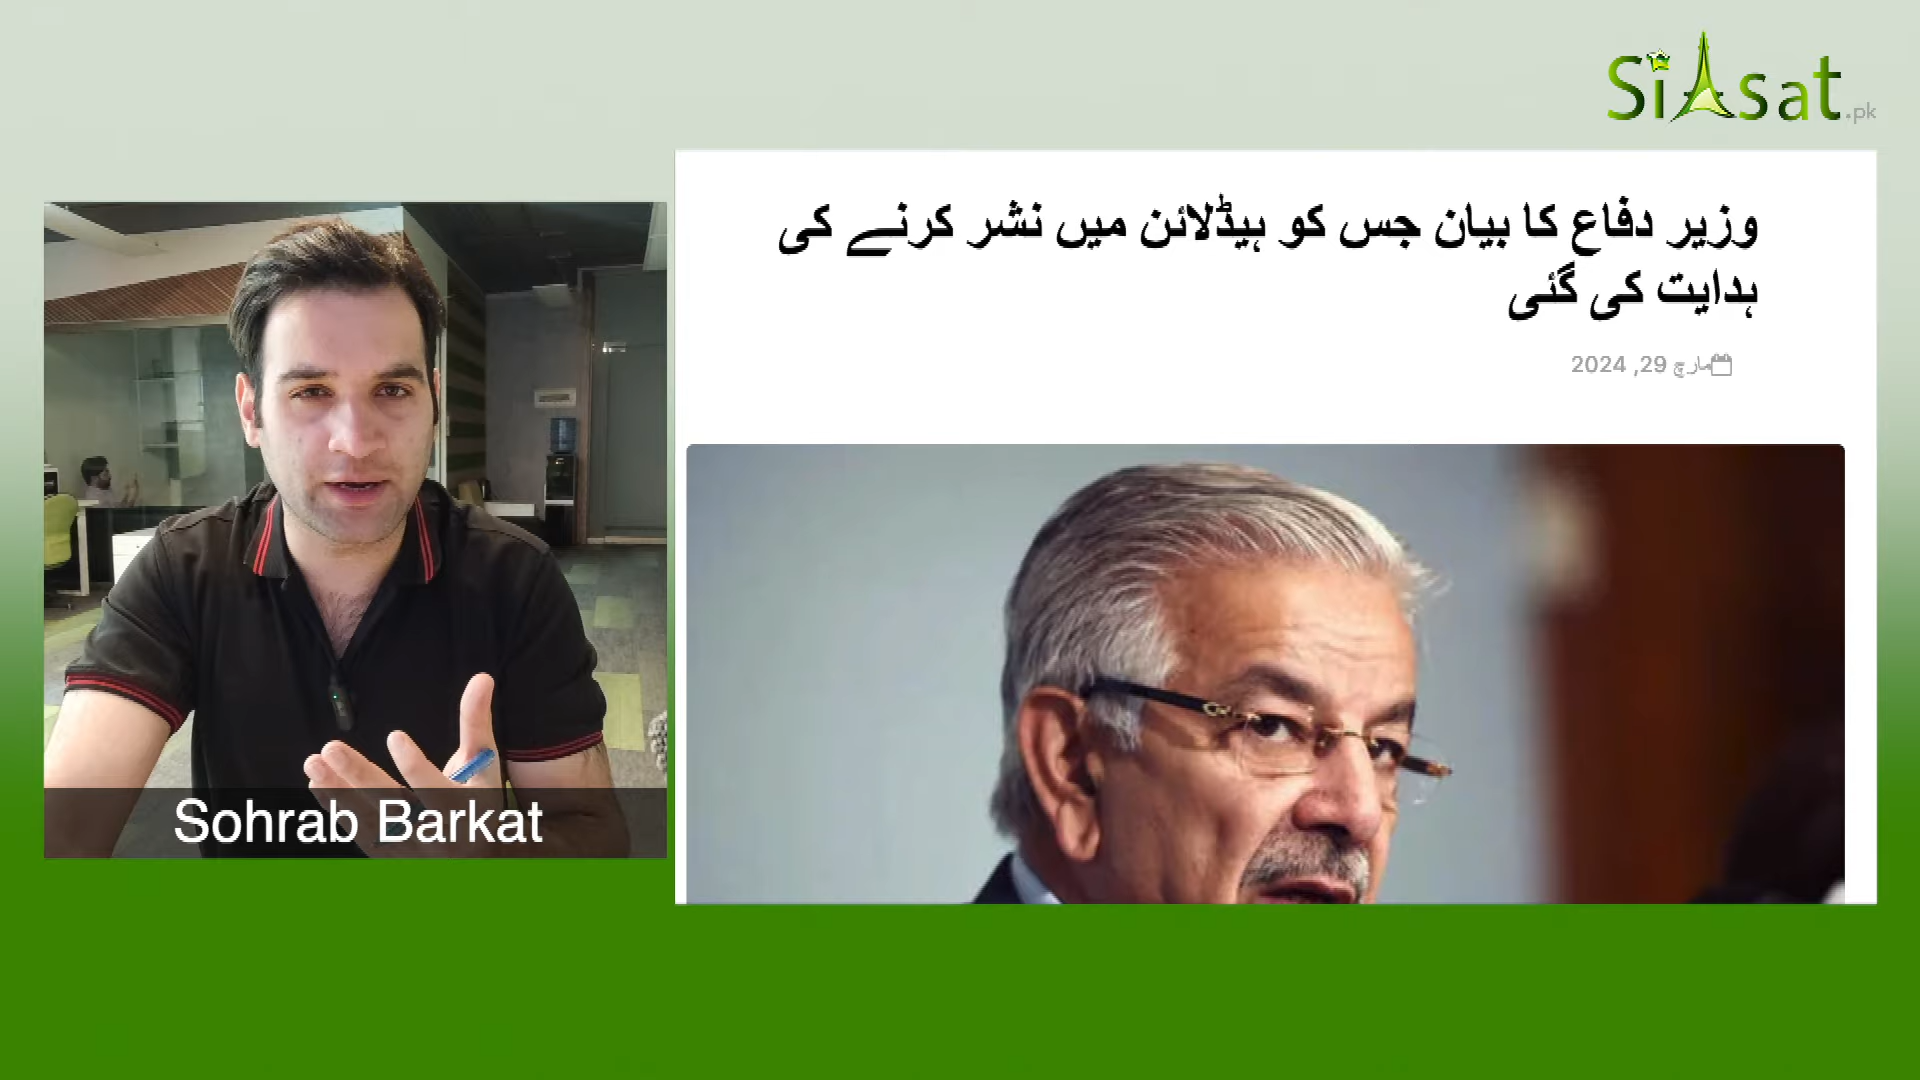 SiAsat.pk
وزیر دفاع کا بیان جس کو ہیڈلائن میں نشر کرنے کی
ہدایت کی گئی
مارچ 29, 2024
Sohrab Barkat